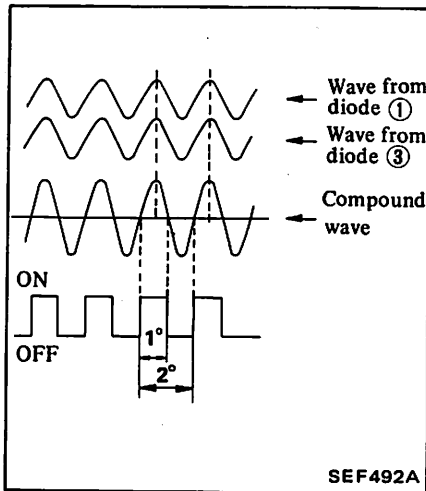 Wave from
diode ①
Wave from
diode ③
Compound
wave
ON
OFF
1°
2°
SEF492A